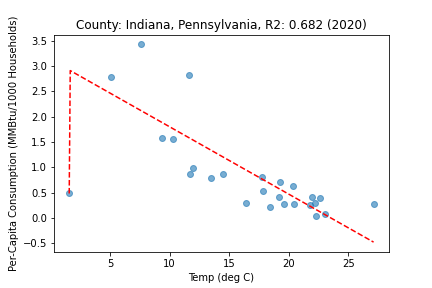 County: Indiana, Pennsylvania, R2: 0.682 (2020)
Per-Capita Consumption (MMBtu/1000 Households)
3.5
3.0
2.5
2.0
1.5
1.0
0.5
0.0
−0.5
5 10 15 20 25
Temp (deg C)